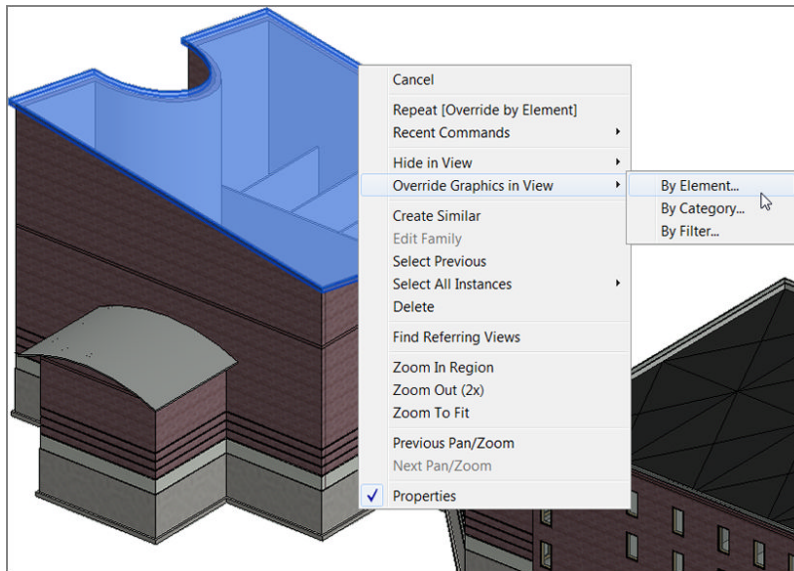 Cancel
Repeat [Override by Element]
Recent Commands
Hide in View
Override Graphics in View
By Element...
By Category...
By Filter...
Create Similar
Edit Family
Select Previous
Select All Instances
Delete
Find Referring Views
Zoom In Region
Zoom Out (2x)
Zoom To Fit
Previous Pan/Zoom
Next Pan/Zoom
Properties